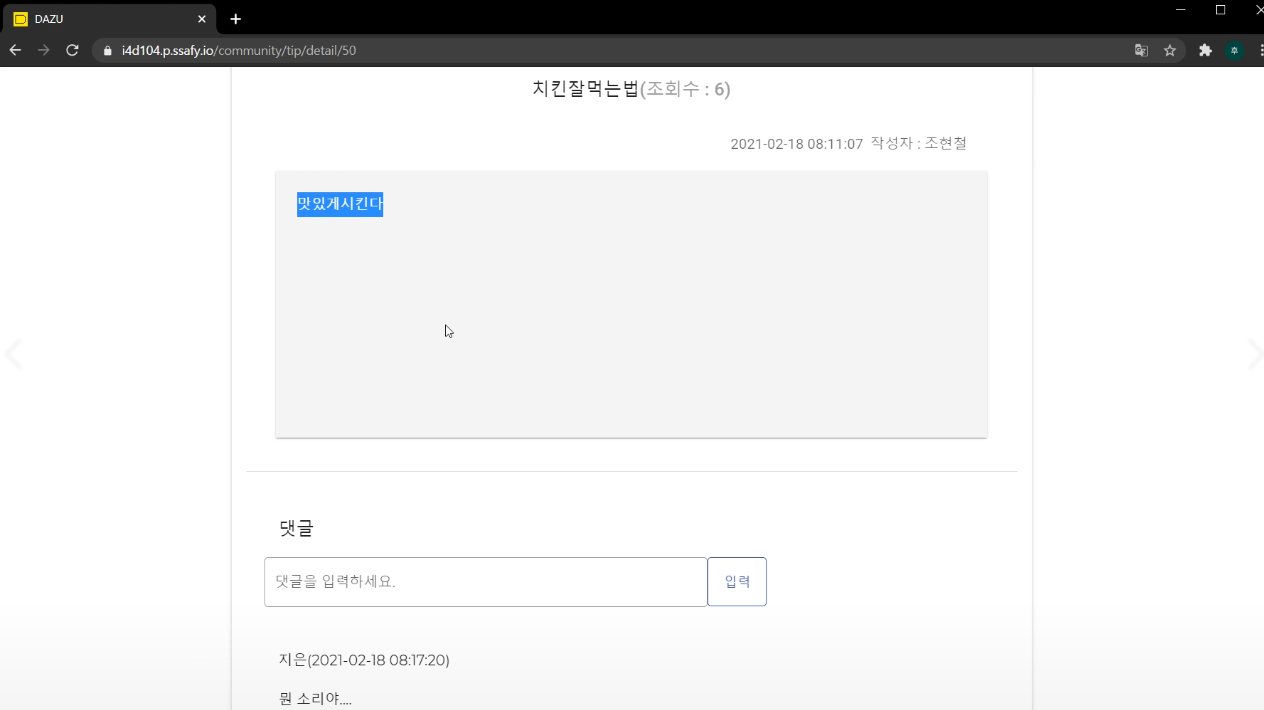 DAZU
i4d104.p.ssafy.io/community/tip/detail/50
치킨잘먹는법(조회수 : 6)
2021-02-18 08:11:07 작성자 : 조현철
맛있게시킨다
댓글
댓글을 입력하세요.
입력
지은(2021-02-18 08:17:20)
뭔 소리야....